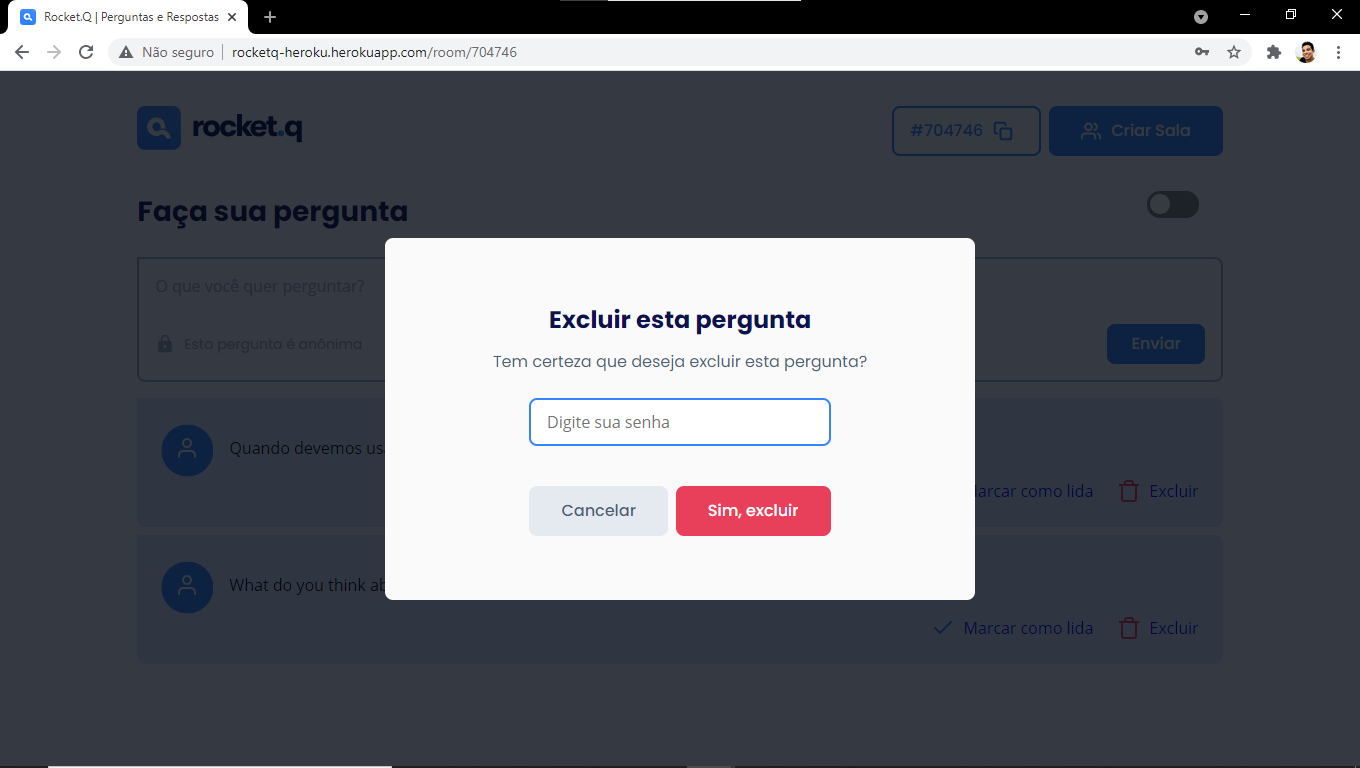 Rocket.Q | Perguntas e Respostas
Não seguro
rocketq-heroku.herokuapp.com/room/704746
rocket.q
#704746
Criar Sala
Faça sua pergunta
O que você quer perguntar?
Esta pergunta é anônima
Enviar
Excluir esta pergunta
Tem certeza que deseja excluir esta pergunta?
Digite sua senha
Cancelar
Sim, excluir
Quando devemos
Marcar como lida
Excluir
What do you think
Marcar como lida
Excluir